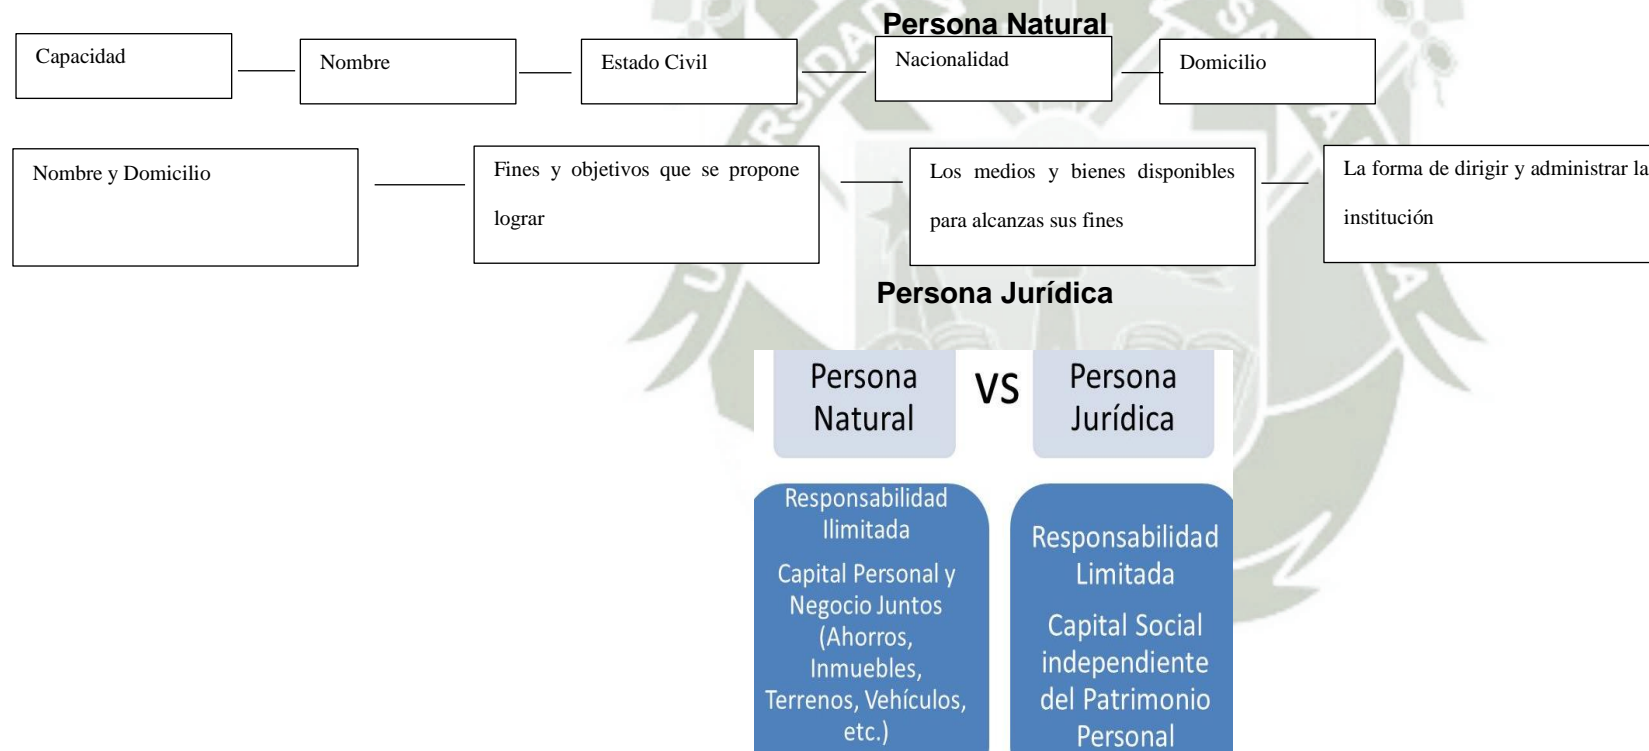 Persona Natural
Capacidad
Nombre
Estado Civil
Nacionalidad
Domicilio
Nombre y Domicilio
Fines y objetivos que se propone
lograr
Los medios y bienes disponibles
para alcanzas sus fines
La forma de dirigir y administrar la
institución
Persona Jurídica
Persona
Natural
VS
Persona
Jurídica
Responsabilidad
Ilimitada
Capital Personal y
Negocio Juntos
(Ahorros,
Inmuebles,
Terrenos, Vehículos,
etc.)
Responsabilidad
Limitada
Capital Social
independiente
del Patrimonio
Personal